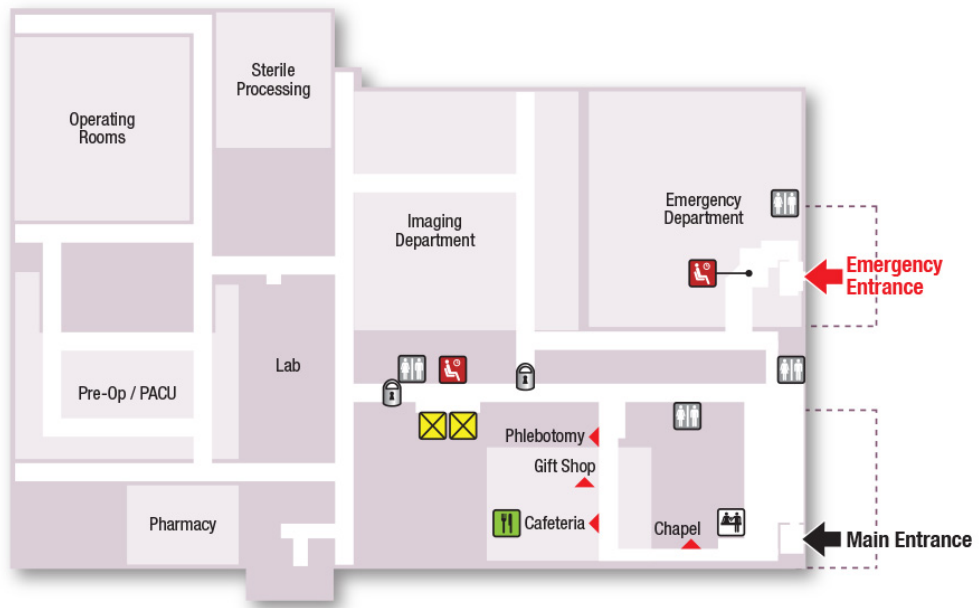 Sterile
Processing
Operating
Rooms
Imaging
Department
Emergency
Department
Emergency
Entrance
Lab
Pre-Op / PACU
Phlebotomy
Gift Shop
Pharmacy
Cafeteria
Chapel
Main Entrance